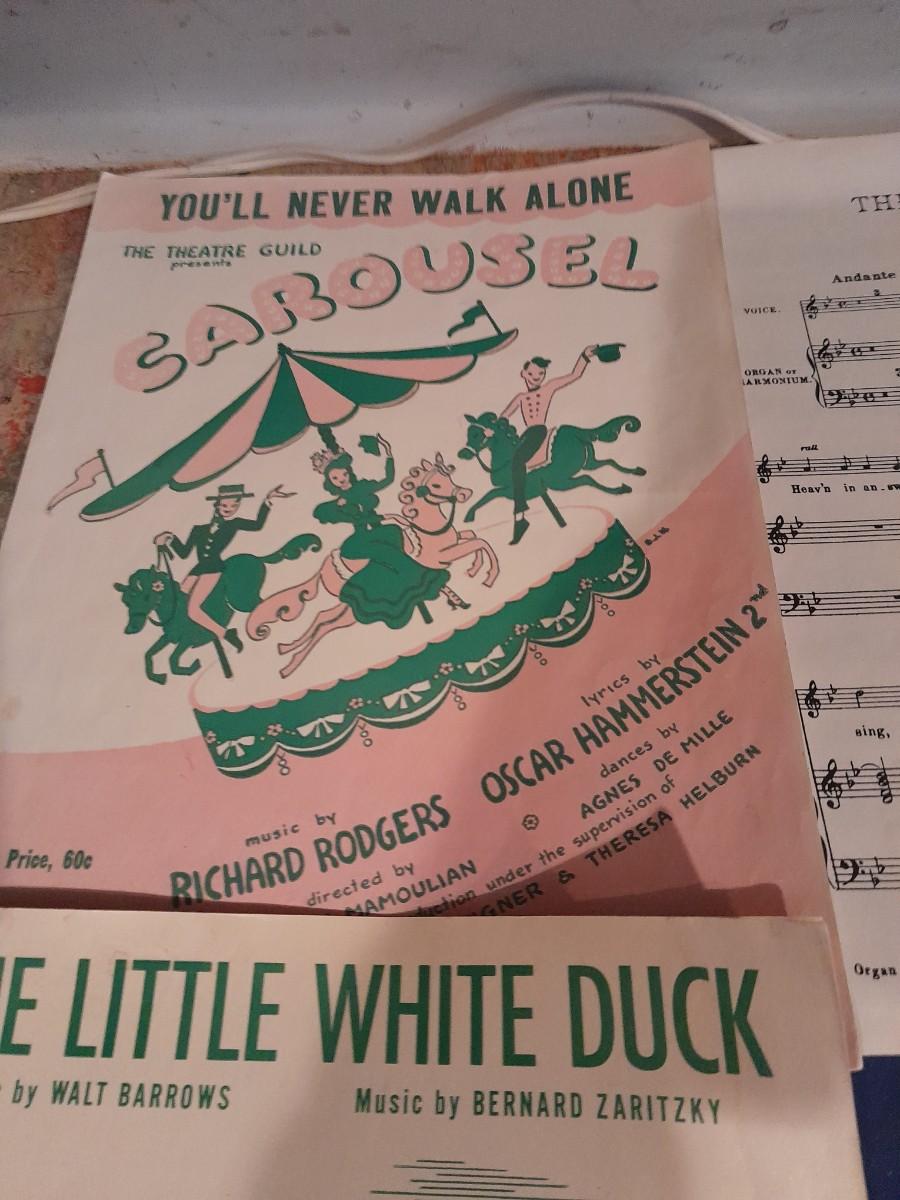 YOU'LL NEVER WALK ALONE
THE THEATRE GUILD
presents
CAROUSEL
lyrics by
OSCAR HAMMERSTEIN 2nd
music by
RICHARD RODGERS
dances by
AGNES DE MILLE
directed by
MAMOULIAN
under the supervision of
& THERESA HELBURN
Price, 60c
LITTLE WHITE DUCK
by WALT BARROWS
Music by BERNARD ZARITZKY
Andante
VOICE.
ORGAN or
rall
Heav'n in an
sing,
Organ